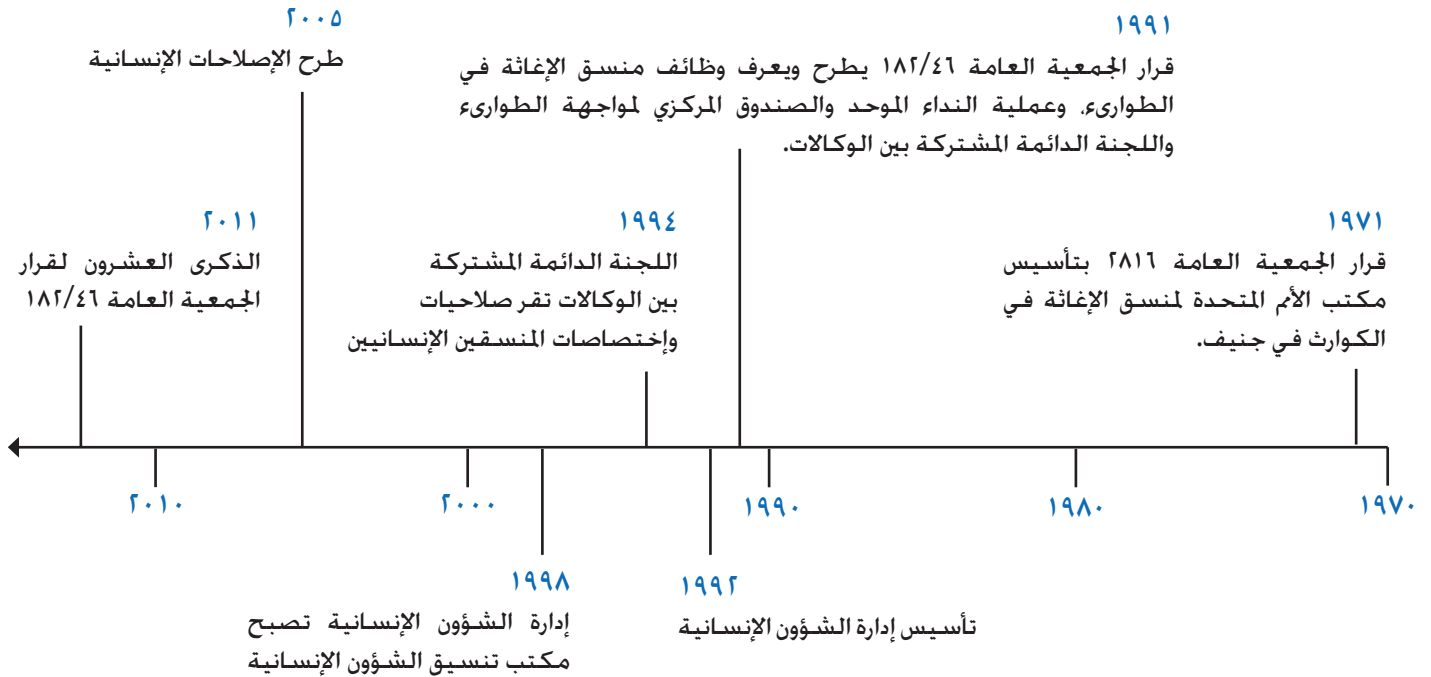 ١٩٩١
قرار الجمعية العامة ١٨٢/٤٦ يطرح ويعرف وظائف منسق الإغاثة في
الطوارىء، وعملية النداء الموحد والصندوق المركزي لمواجهة الطوارىء
واللجنة الدائمة المشتركة بين الوكالات.
٢٠٠٥
طرح الإصلاحات الإنسانية
١٩٧١
قرار الجمعية العامة ٢٨١٦ بتأسيس
مكتب الأمم المتحدة لمنسق الإغاثة في
الكوارث في جنيف.
١٩٩٤
اللجنة الدائمة المشتركة
بين الوكالات تقر صلاحيات
وإختصاصات المنسقين الإنسانيين
٢٠١١
الذكرى العشرون لقرار
الجمعية العامة ١٨٢/٤٦
١٩٧٠
١٩٨٠
١٩٩٠
٢٠٠٠
٢٠١٠
١٩٩٢
تأسيس إدارة الشؤون الإنسانية
١٩٩٨
إدارة الشؤون الإنسانية تصبح
مكتب تنسيق الشؤون الإنسانية